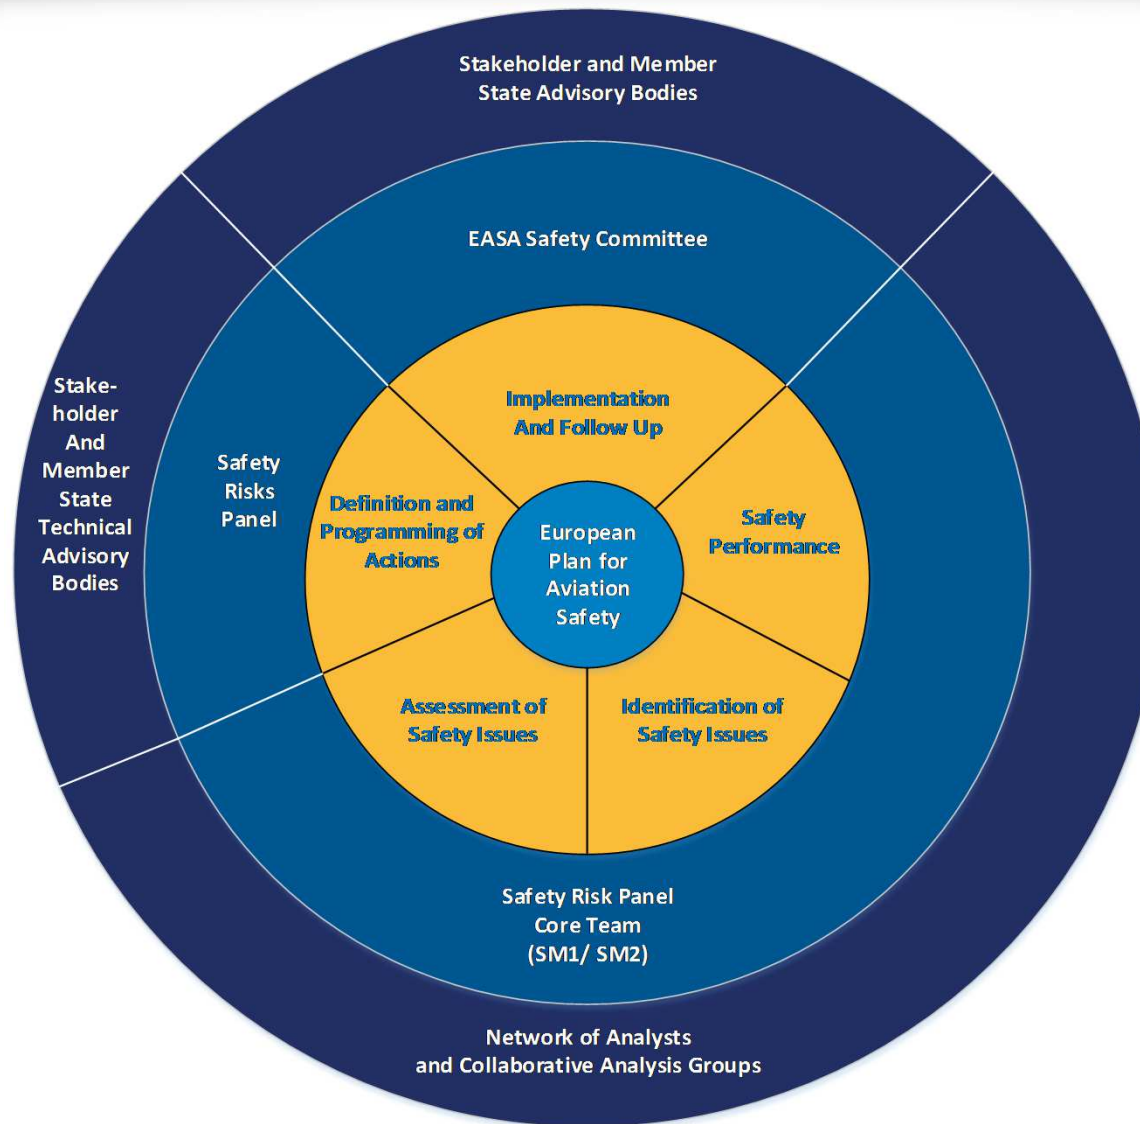 Stakeholder and Member
State Advisory Bodies
EASA Safety Committee
Implementation
And Follow Up
Stake-
holder
And
Member
State
Technical
Advisory
Bodies
Safety
Risks
Panel
Definition and
Programming of
Actions
European
Plan for
Aviation
Safety
Safety
Performance
Assessment of
Safety Issues
Identification of
Safety Issues
Safety Risk Panel
Core Team
(SM1/ SM2)
Network of Analysts
and Collaborative Analysis Groups